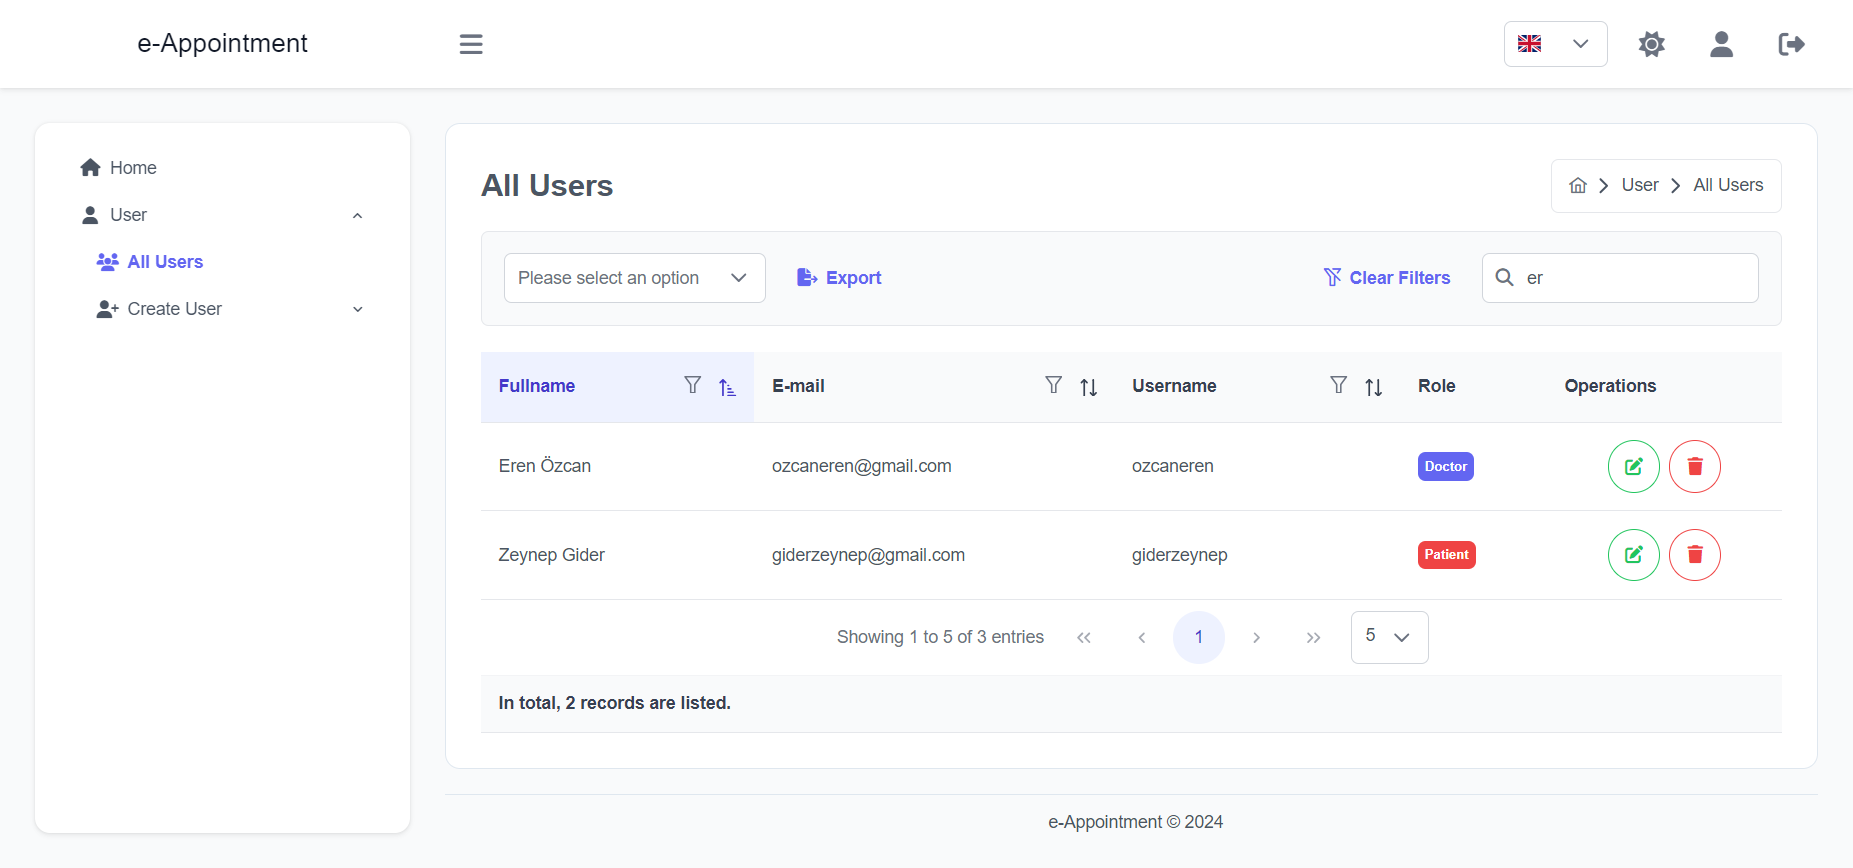 e-Appointment
Home
User
All Users
Create User
All Users
User
All Users
Please select an option
Export
Clear Filters
er
Fullname
E-mail
Username
Role
Operations
Eren Özcan
ozcaneren@gmail.com
ozcaneren
Doctor
Zeynep Gider
giderzeynep@gmail.com
giderzeynep
Patient
Showing 1 to 5 of 3 entries
1
5
In total, 2 records are listed.
e-Appointment © 2024